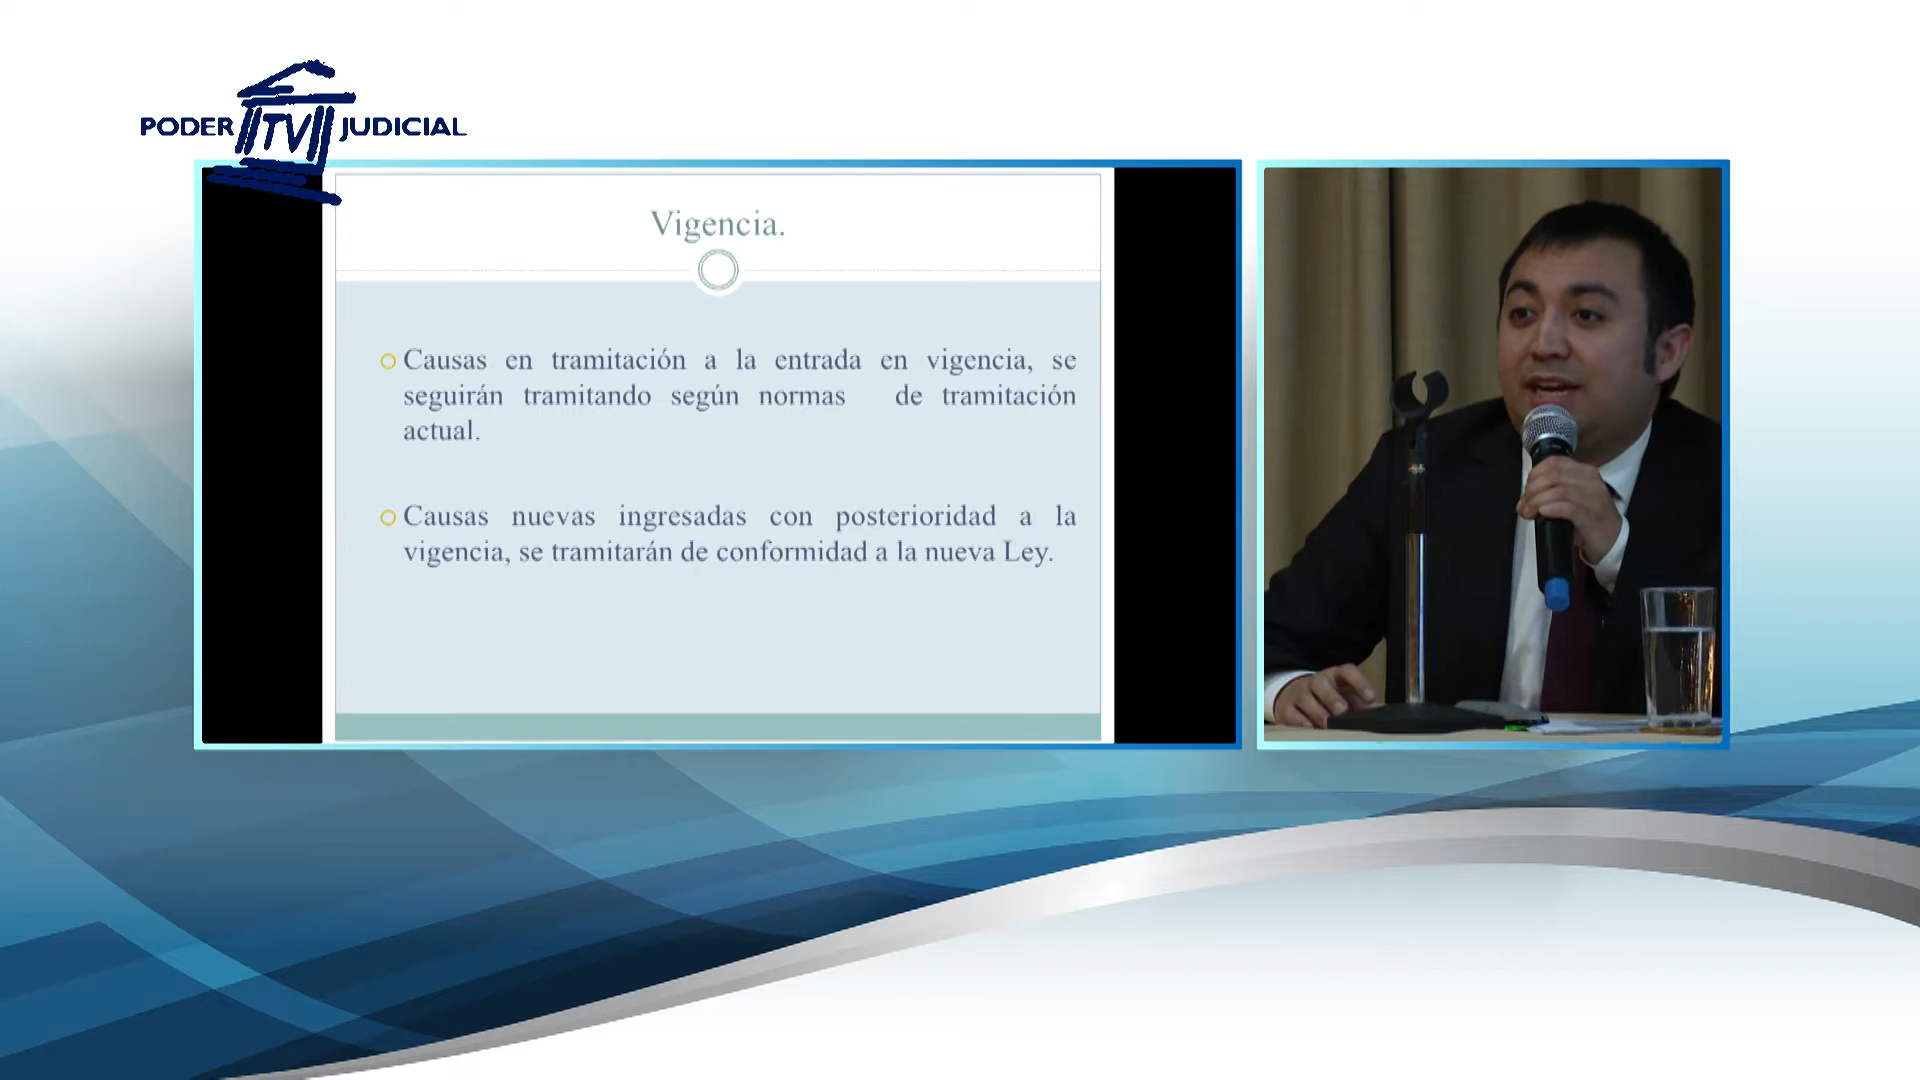 PODER TV JUDICIAL
Vigencia.
Causas en tramitación a la entrada en vigencia, se
seguirán tramitando según normas de tramitación
actual.
Causas nuevas ingresadas con posterioridad a la
vigencia, se tramitarán de conformidad a la nueva Ley.